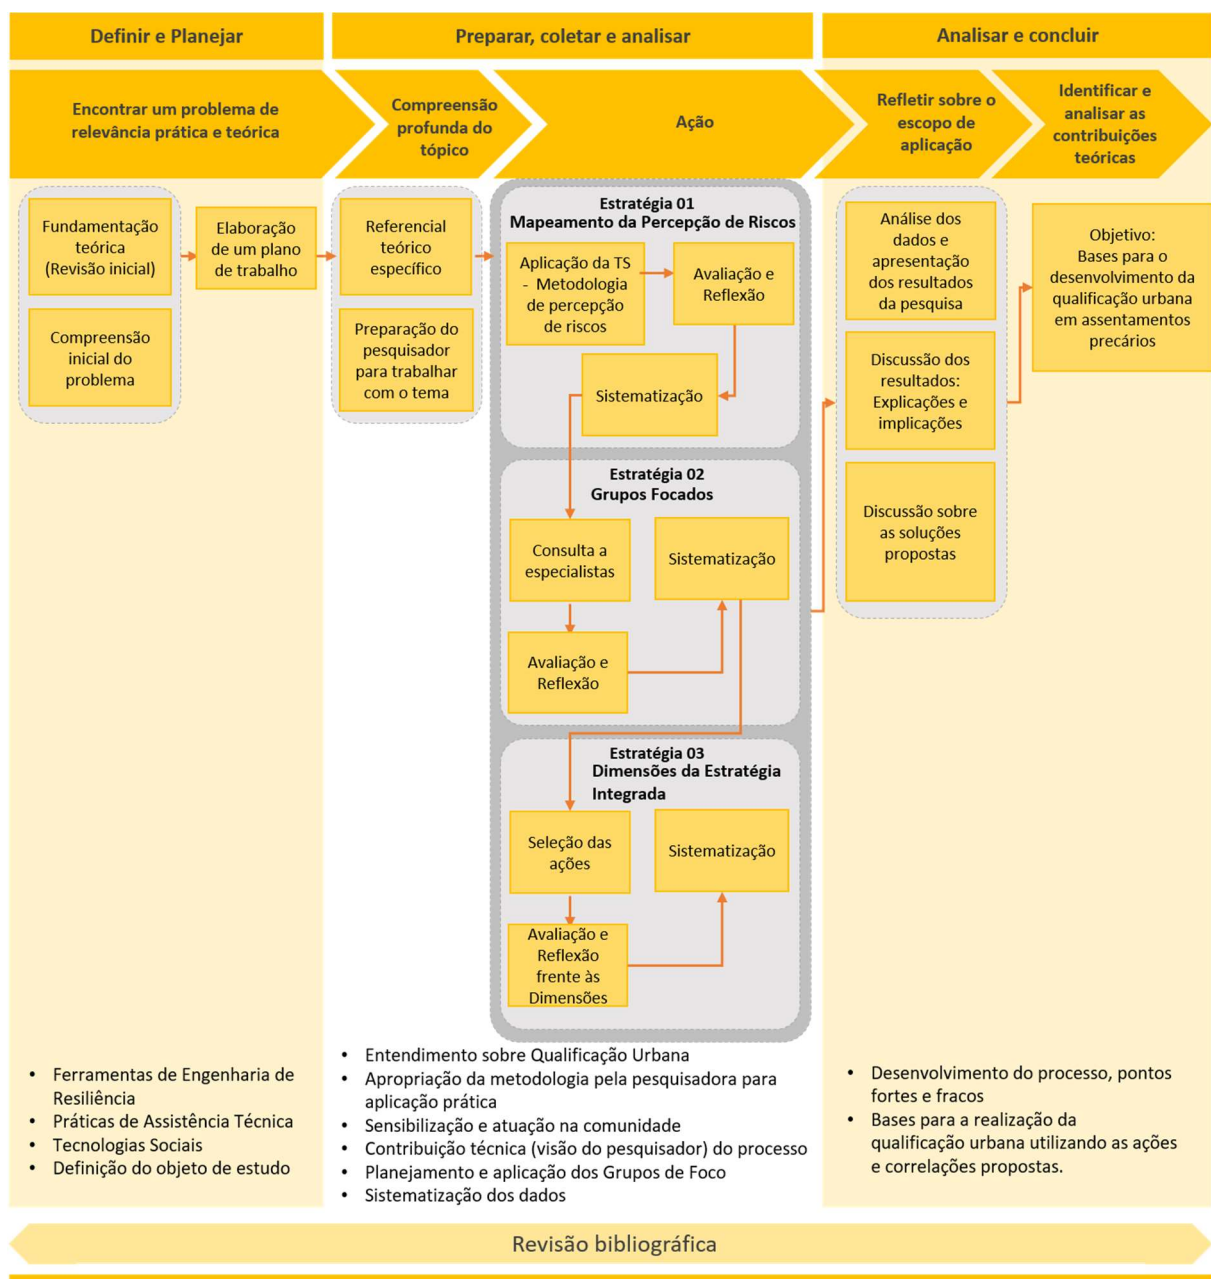 Definir e Planejar
Preparar, coletar e analisar
Analisar e concluir
Encontrar um problema de
relevância prática e teórica
Compreensão
profunda do
tópico
Ação
Refletir sobre o
escopo de
aplicação
Identificar e
analisar as
contribuições
teóricas
Fundamentação
teórica
(Revisão inicial)
Compreensão
inicial do
problema
Elaboração
de um plano
de trabalho
Referencial
teórico
específico
Preparação do
pesquisador
para trabalhar
com o tema
Estratégia 01
Mapeamento da Percepção de Riscos
Aplicação da TS
- Metodologia
de percepção
de riscos
Avaliação e
Reflexão
Sistematização
Estratégia 02
Grupos Focados
Consulta a
especialistas
Sistematização
Avaliação e
Reflexão
Estratégia 03
Dimensões da Estratégia
Integrada
Seleção das
ações
Sistematização
Avaliação e
Reflexão
frente às
Dimensões
Análise dos
dados e
apresentação
dos resultados
da pesquisa
Discussão dos
resultados:
Explicações e
implicações
Discussão sobre
as soluções
propostas
Objetivo:
Bases para o
desenvolvimento da
qualificação urbana
em assentamentos
precários
• Ferramentas de Engenharia de
Resiliência
• Práticas de Assistência Técnica
• Tecnologias Sociais
• Definição do objeto de estudo
• Entendimento sobre Qualificação Urbana
• Apropriação da metodologia pela pesquisadora para
aplicação prática
• Sensibilização e atuação na comunidade
• Contribuição técnica (visão do pesquisador) do processo
• Planejamento e aplicação dos Grupos de Foco
• Sistematização dos dados
• Desenvolvimento do processo, pontos
fortes e fracos
• Bases para a realização da
qualificação urbana utilizando as ações
e correlações propostas.
Revisão bibliográfica